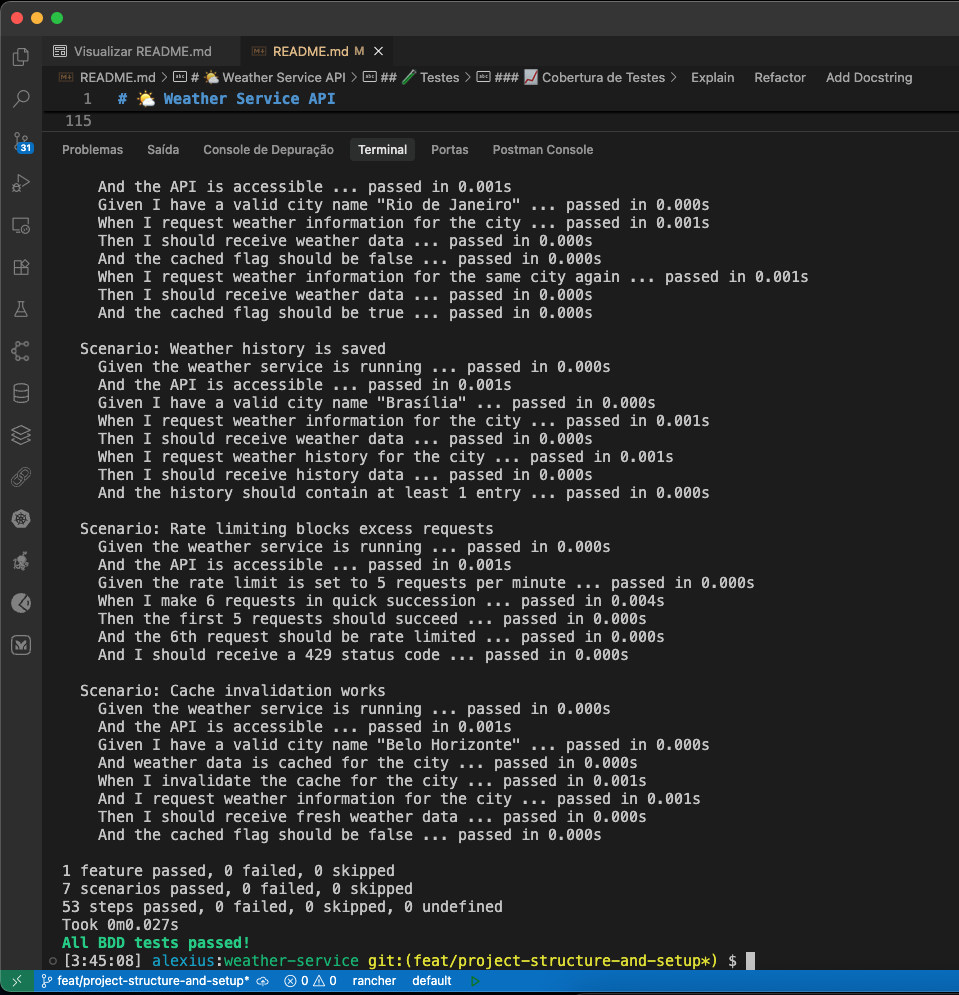 Visualizar README.md
README.md M
README.md > # Weather Service API > ## Testes > ### Cobertura de Testes > Explain Refactor Add Docstring
1 # Weather Service API
115
31
Problemas Saída Console de Depuração Terminal Portas Postman Console
And the API is accessible ... passed in 0.001s
Given I have a valid city name "Rio de Janeiro" ... passed in 0.000s
When I request weather information for the city ... passed in 0.001s
Then I should receive weather data ... passed in 0.000s
And the cached flag should be false ... passed in 0.000s
When I request weather information for the same city again ... passed in 0.001s
Then I should receive weather data ... passed in 0.000s
And the cached flag should be true ... passed in 0.000s
Scenario: Weather history is saved
Given the weather service is running ... passed in 0.000s
And the API is accessible ... passed in 0.001s
Given I have a valid city name "Brasília" ... passed in 0.000s
When I request weather information for the city ... passed in 0.001s
Then I should receive weather data ... passed in 0.000s
When I request weather history for the city ... passed in 0.001s
Then I should receive history data ... passed in 0.000s
And the history should contain at least 1 entry ... passed in 0.000s
Scenario: Rate limiting blocks excess requests
Given the weather service is running ... passed in 0.000s
And the API is accessible ... passed in 0.001s
Given the rate limit is set to 5 requests per minute ... passed in 0.000s
When I make 6 requests in quick succession ... passed in 0.004s
Then the first 5 requests should succeed ... passed in 0.000s
And the 6th request should be rate limited ... passed in 0.000s
And I should receive a 429 status code ... passed in 0.000s
Scenario: Cache invalidation works
Given the weather service is running ... passed in 0.000s
And the API is accessible ... passed in 0.001s
Given I have a valid city name "Belo Horizonte" ... passed in 0.000s
And weather data is cached for the city ... passed in 0.000s
When I invalidate the cache for the city ... passed in 0.001s
And I request weather information for the city ... passed in 0.001s
Then I should receive fresh weather data ... passed in 0.000s
And the cached flag should be false ... passed in 0.000s
1 feature passed, 0 failed, 0 skipped
7 scenarios passed, 0 failed, 0 skipped
53 steps passed, 0 failed, 0 skipped, 0 undefined
Took 0m0.027s
All BDD tests passed!
[3:45:08] alexius:weather-service git:(feat/project-structure-and-setup*) $
feat/project-structure-and-setup* 0 0 rancher default